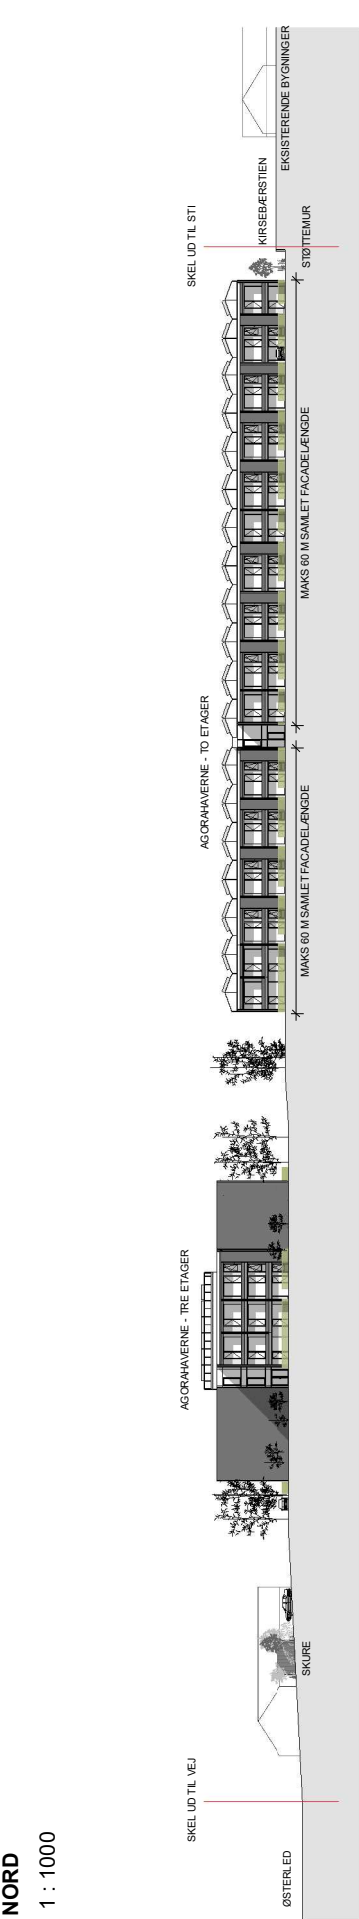 NORD
1 : 1000
SKEL UD TIL VEJ
ØSTERLED
SKURE
AGORAHAVERNE - TRE ETAGER
AGORAHAVERNE - TO ETAGER
MAKS 60 M SAMLET FACADELÆNGDE
MAKS 60 M SAMLET FACADELÆNGDE
SKEL UD TIL STI
STØTTEMUR
KIRSEBÆRSTIEN
EKSISTERENDE BYGNINGER